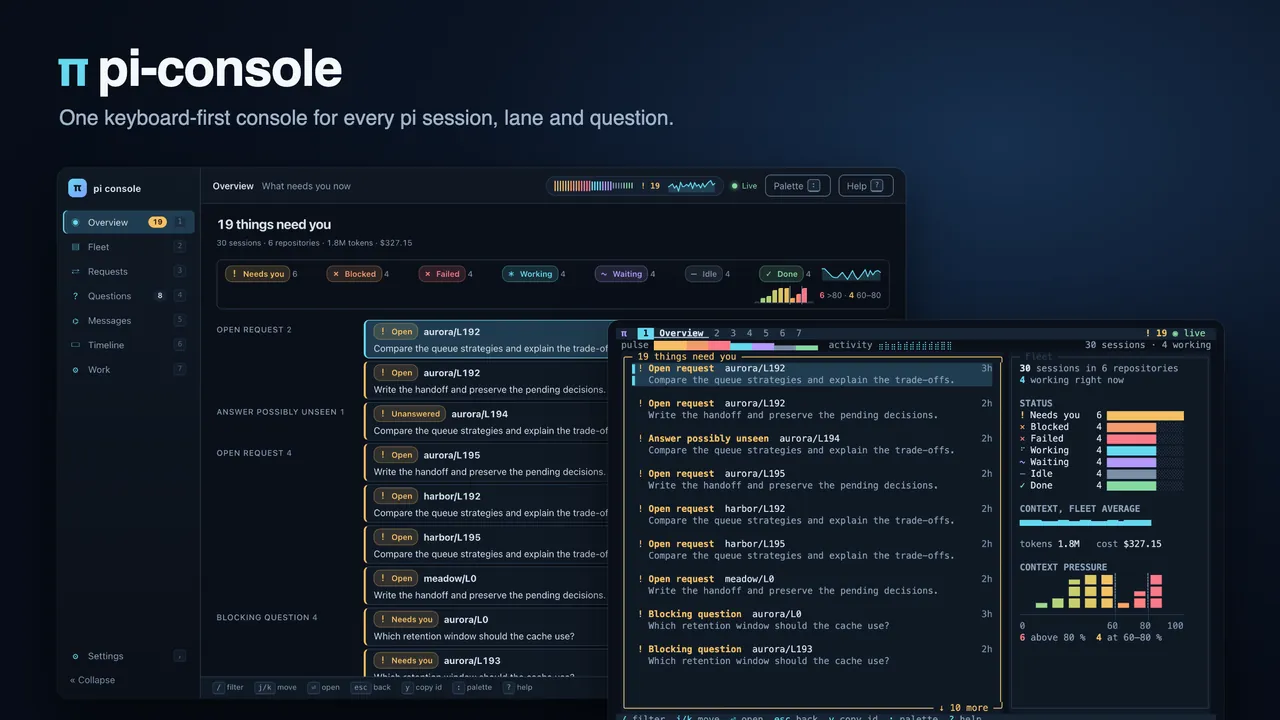 π pi-console
One keyboard-first console for every pi session, lane and question.
π pi console
Overview 19 1
Fleet 2
Requests 3
Questions 8 4
Messages 5
Timeline 6
Work 7
Settings ,
« Collapse
Overview What needs you now
! 19
Live
Palette :
Help ?
19 things need you
30 sessions · 6 repositories · 1.8M tokens · $327.15
! Needs you 6
× Blocked 4
× Failed 4
Working 4
~ Waiting 4
– Idle 4
✓ Done 4
6 >80 · 4 60–80
OPEN REQUEST 2
! Open aurora/L192
Compare the queue strategies and explain the trade-of
! Open aurora/L192
Write the handoff and preserve the pending decisions.
ANSWER POSSIBLY UNSEEN 1
! Unanswered aurora/L194
Compare the queue strategies and explain the trade-of
OPEN REQUEST 4
! Open aurora/L195
Write the handoff and preserve the pending decisions.
! Open harbor/L192
Compare the queue strategies and explain the trade-of
! Open harbor/L195
Compare the queue strategies and explain the trade-of
! Open meadow/L0
Write the handoff and preserve the pending decisions.
BLOCKING QUESTION 4
! Needs you aurora/L0
Which retention window should the cache use?
! Needs you aurora/L193
Which retention window should the cache use?
/ filter j/k move ⏎ open esc back y copy id : palette ? help
π 1 Overview 2 3 4 5 6 7 ! 19 ◉ live
pulse activity 30 sessions · 4 working
19 things need you
! Open request aurora/L192 3h
Compare the queue strategies and explain the trade-offs.
! Open request aurora/L192 2h
Write the handoff and preserve the pending decisions.
! Answer possibly unseen aurora/L194 2h
Compare the queue strategies and explain the trade-offs.
! Open request aurora/L195 2h
Write the handoff and preserve the pending decisions.
! Open request harbor/L192 2h
Compare the queue strategies and explain the trade-offs.
! Open request harbor/L195 2h
Compare the queue strategies and explain the trade-offs.
! Open request meadow/L0 2h
Write the handoff and preserve the pending decisions.
! Blocking question aurora/L0 3h
Which retention window should the cache use?
! Blocking question aurora/L193 2h
Which retention window should the cache use?
↓ 10 more
fleet
30 sessions in 6 repositories
4 working right now
STATUS
! Needs you 6
× Blocked 4
× Failed 4
Working 4
~ Waiting 4
– Idle 4
✓ Done 4
CONTEXT, FLEET AVERAGE
tokens 1.8M cost $327.15
CONTEXT PRESSURE
0 60 80 100
6 above 80 % 4 at 60–80 %
/ filter j/k move ⏎ open esc back y copy id : palette ? help